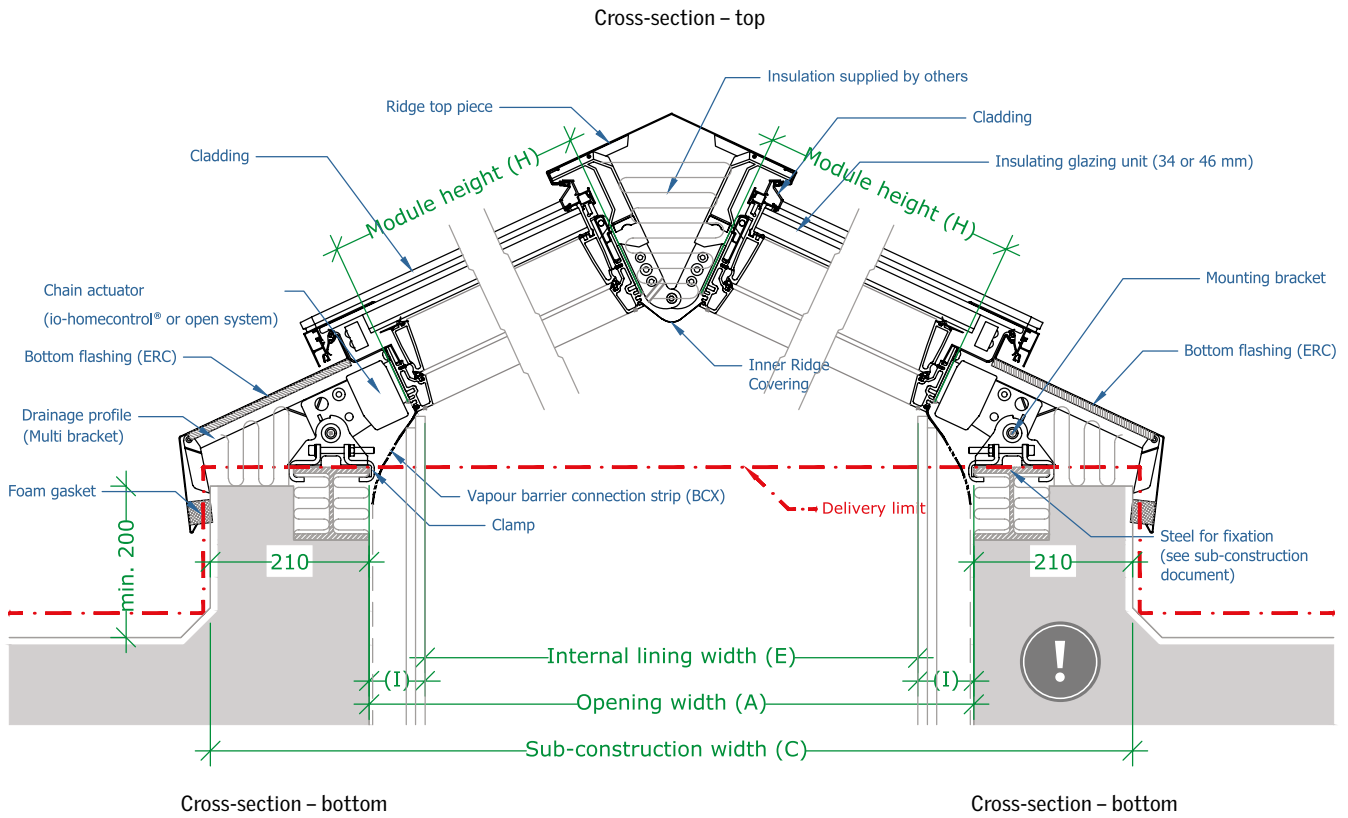 Cross-section – top
Insulation supplied by others
Ridge top piece
Cladding
Cladding
Insulating glazing unit (34 or 46 mm)
Module height (H)
Module height (H)
Mounting bracket
Chain actuator
(io-homecontrol® or open system)
Bottom flashing (ERC)
Inner Ridge
Covering
Bottom flashing (ERC)
Drainage profile
(Multi bracket)
Foam gasket
Vapour barrier connection strip (BCX)
Clamp
Delivery limit
Steel for fixation
(see sub-construction
document)
min. 200
210
210
!
Internal lining width (E)
(I)
(I)
Opening width (A)
Sub-construction width (C)
Cross-section – bottom
Cross-section – bottom